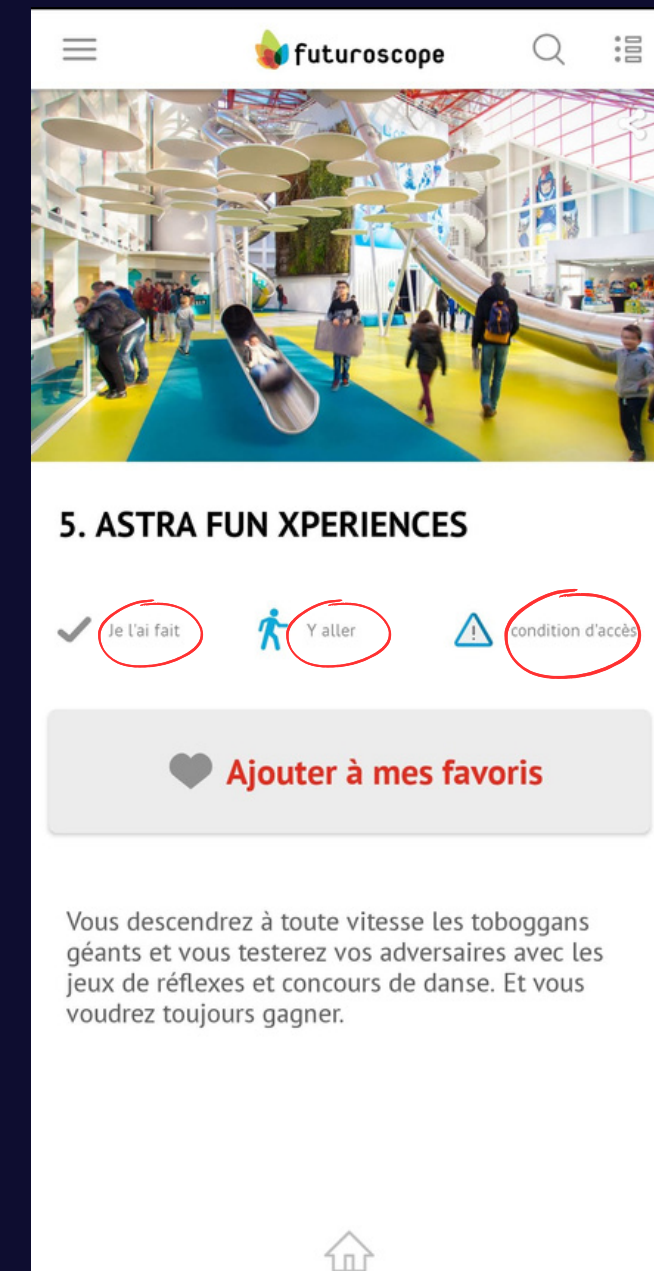 futuroscope
5. ASTRA FUN XPERIENCES
Je l'ai fait
Y aller
condition d'accès
Ajouter à mes favoris
Vous descendrez à toute vitesse les toboggans
géants et vous testerez vos adversaires avec les
jeux de réflexes et concours de danse. Et vous
voudrez toujours gagner.